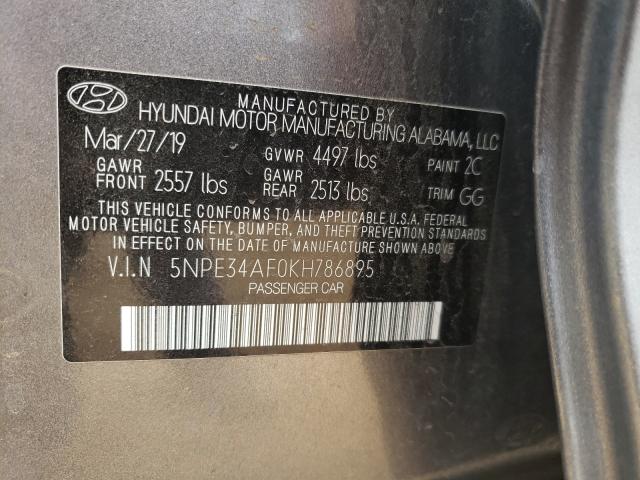 MANUFACTURED BY
HYUNDAI MOTOR MANUFACTURING ALABAMA, LLC
Mar/27/19 GVWR 4497 lbs PAINT 2C
GAWR FRONT 2557 lbs GAWR REAR 2513 lbs TRIM GG
THIS VEHICLE CONFORMS TO ALL APPLICABLE U.S.A. FEDERAL
MOTOR VEHICLE SAFETY, BUMPER, AND THEFT PREVENTION STANDARDS
IN EFFECT ON THE DATE OF MANUFACTURE SHOWN ABOVE.
V.I.N 5NPE34AF0KH786895
PASSENGER CAR